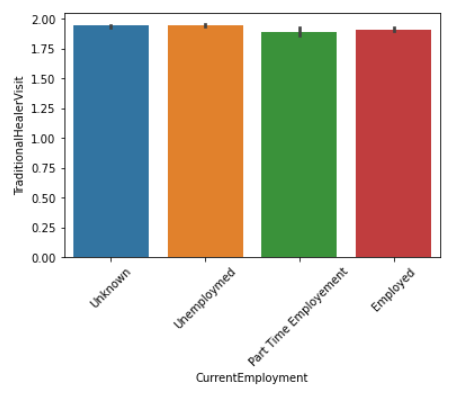 2.00
1.75
1.50
1.25
1.00
0.75
0.50
0.25
0.00
TraditionalHealerVisit
Unknown
Unemploymed
Part Time Employement
Employed
CurrentEmployment